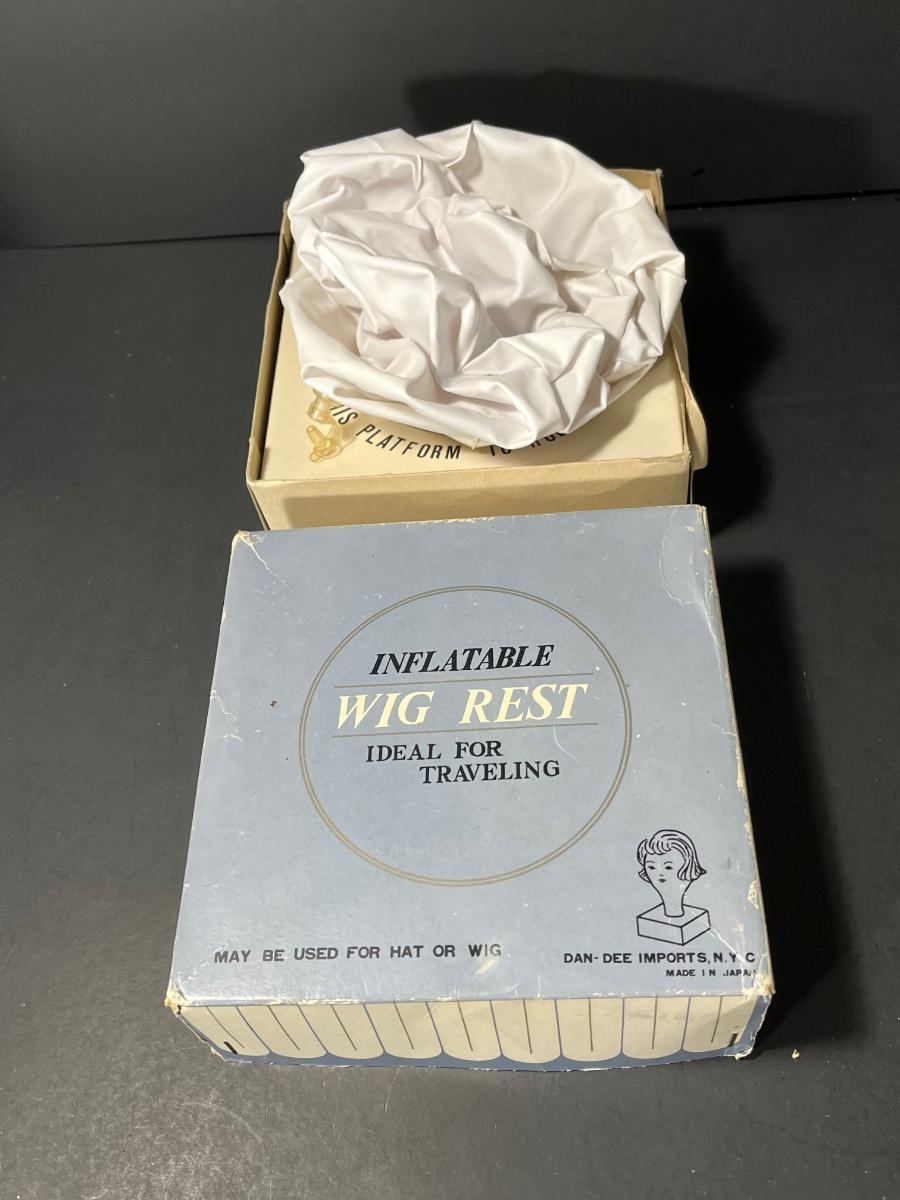 PLATFORM
INFLATABLE
WIG REST
IDEAL FOR
TRAVELING
MAY BE USED FOR HAT OR WIG
DAN-DEE IMPORTS, N.Y.C
MADE IN JAPAN